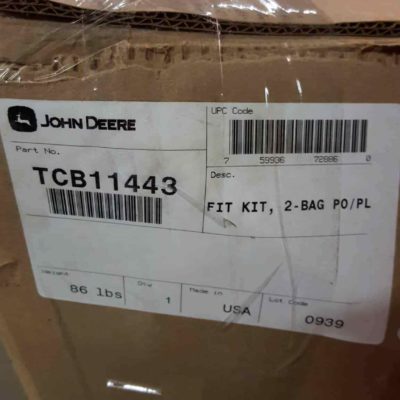 JOHN DEERE
UPC Code
7 59936 72886 0
Part No.
TCB11443
Desc.
FIT KIT, 2-BAG PO/PL
Weight
86 lbs
Qty
1
Made In
USA
Lot Code
0939